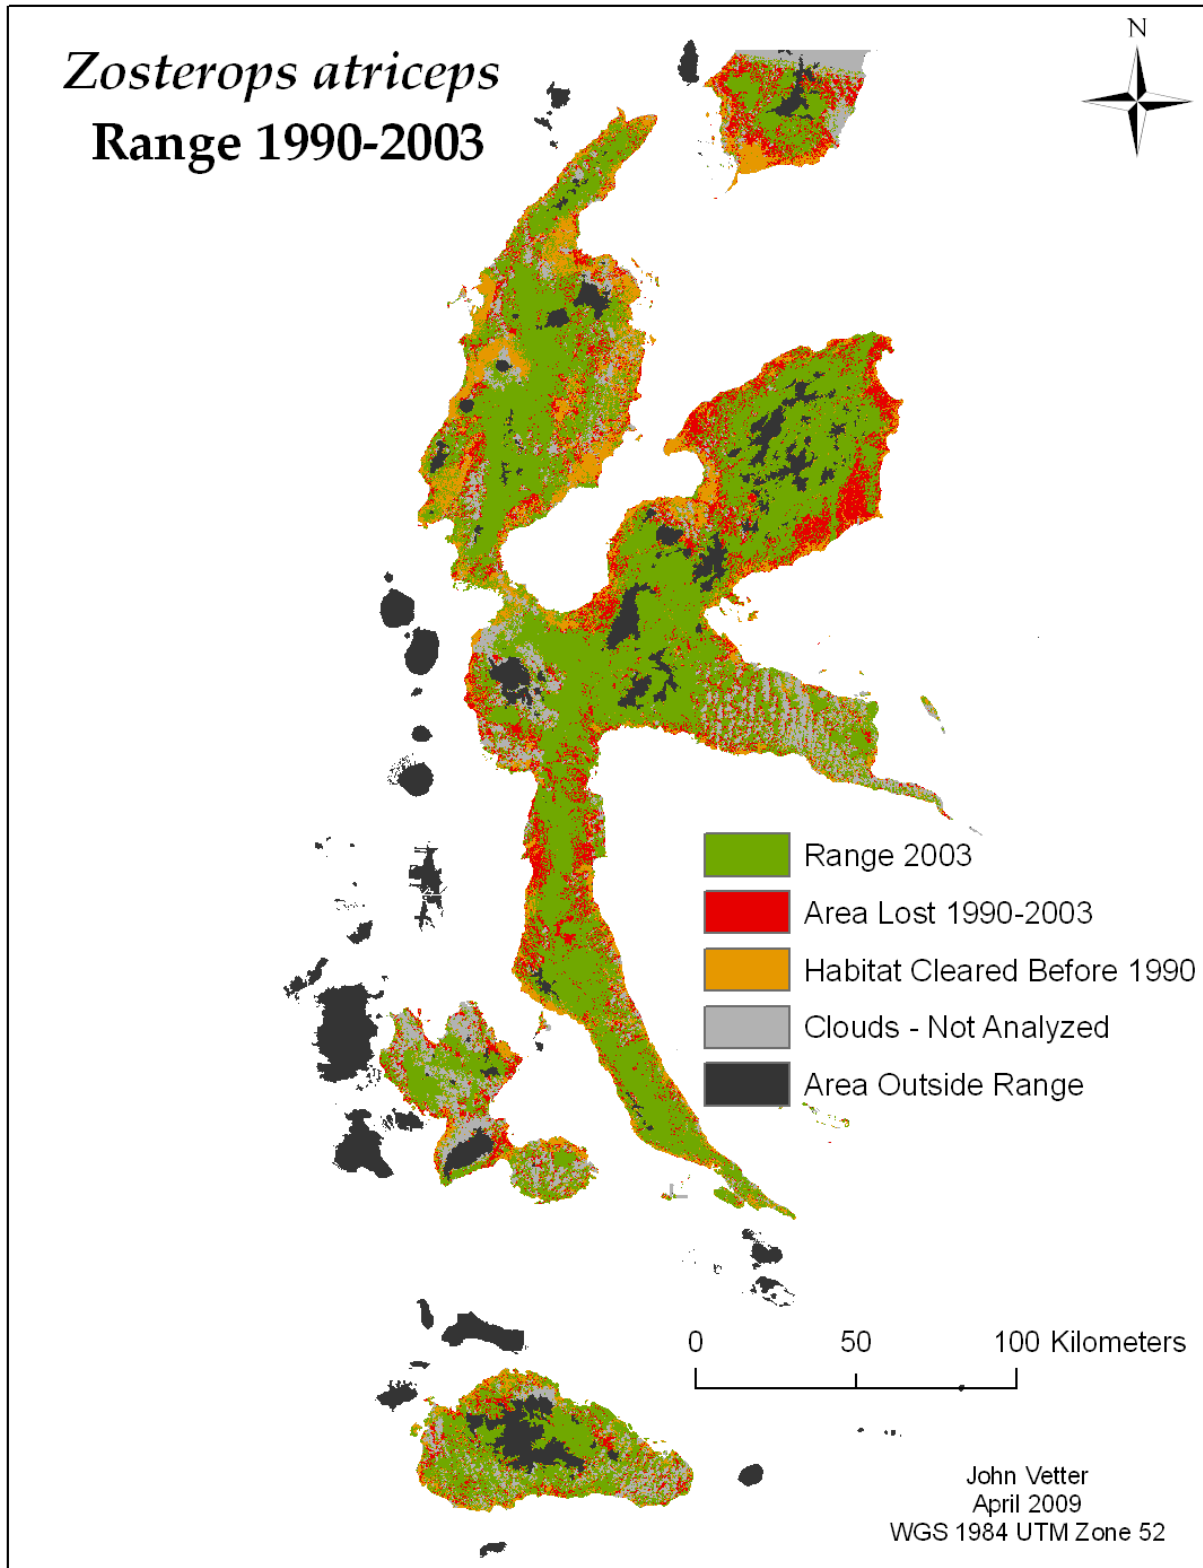 Zosterops atriceps
Range 1990-2003
N
Range 2003
Area Lost 1990-2003
Habitat Cleared Before 1990
Clouds - Not Analyzed
Area Outside Range
0 50 100 Kilometers
John Vetter
April 2009
WGS 1984 UTM Zone 52